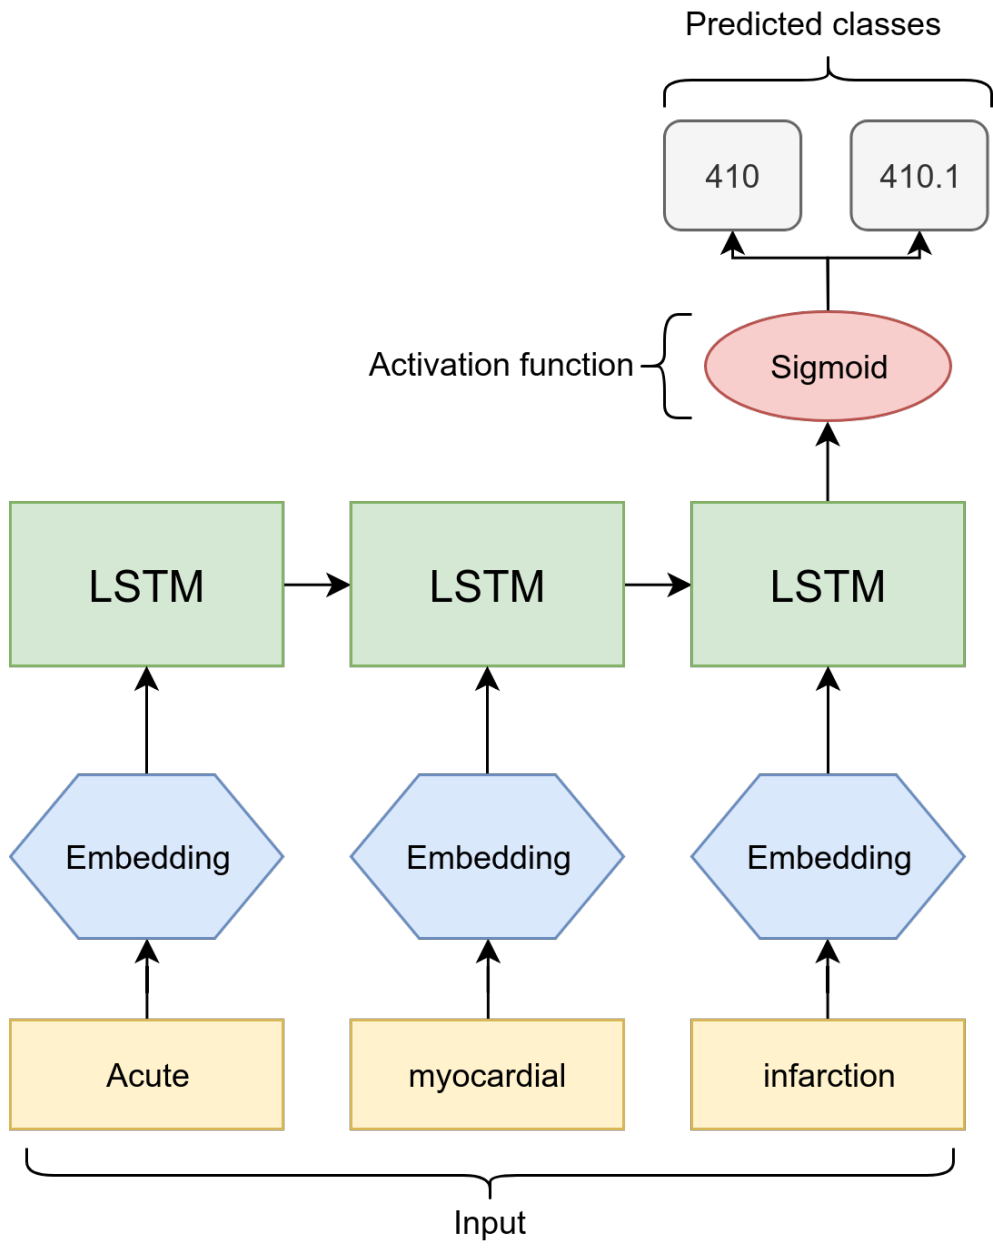 Predicted classes
410
410.1
Activation function
Sigmoid
LSTM
LSTM
LSTM
Embedding
Embedding
Embedding
Acute
myocardial
infarction
Input